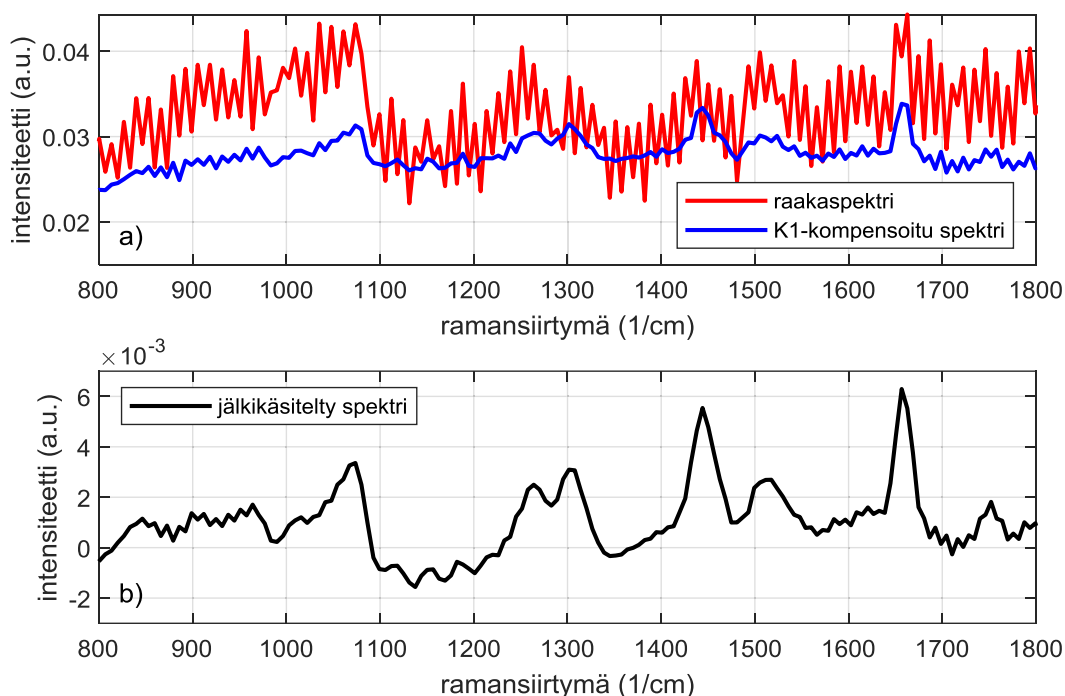 intensiteetti (a.u.)
0.04
0.03
0.02
a)
raakaspektri
K1-kompensoitu spektri
800 900 1000 1100 1200 1300 1400 1500 1600 1700 1800
ramansiirtymä (1/cm)
×10⁻³
intensiteetti (a.u.)
6
4
2
0
-2
jälkikäsitelty spektri
b)
800 900 1000 1100 1200 1300 1400 1500 1600 1700 1800
ramansiirtymä (1/cm)